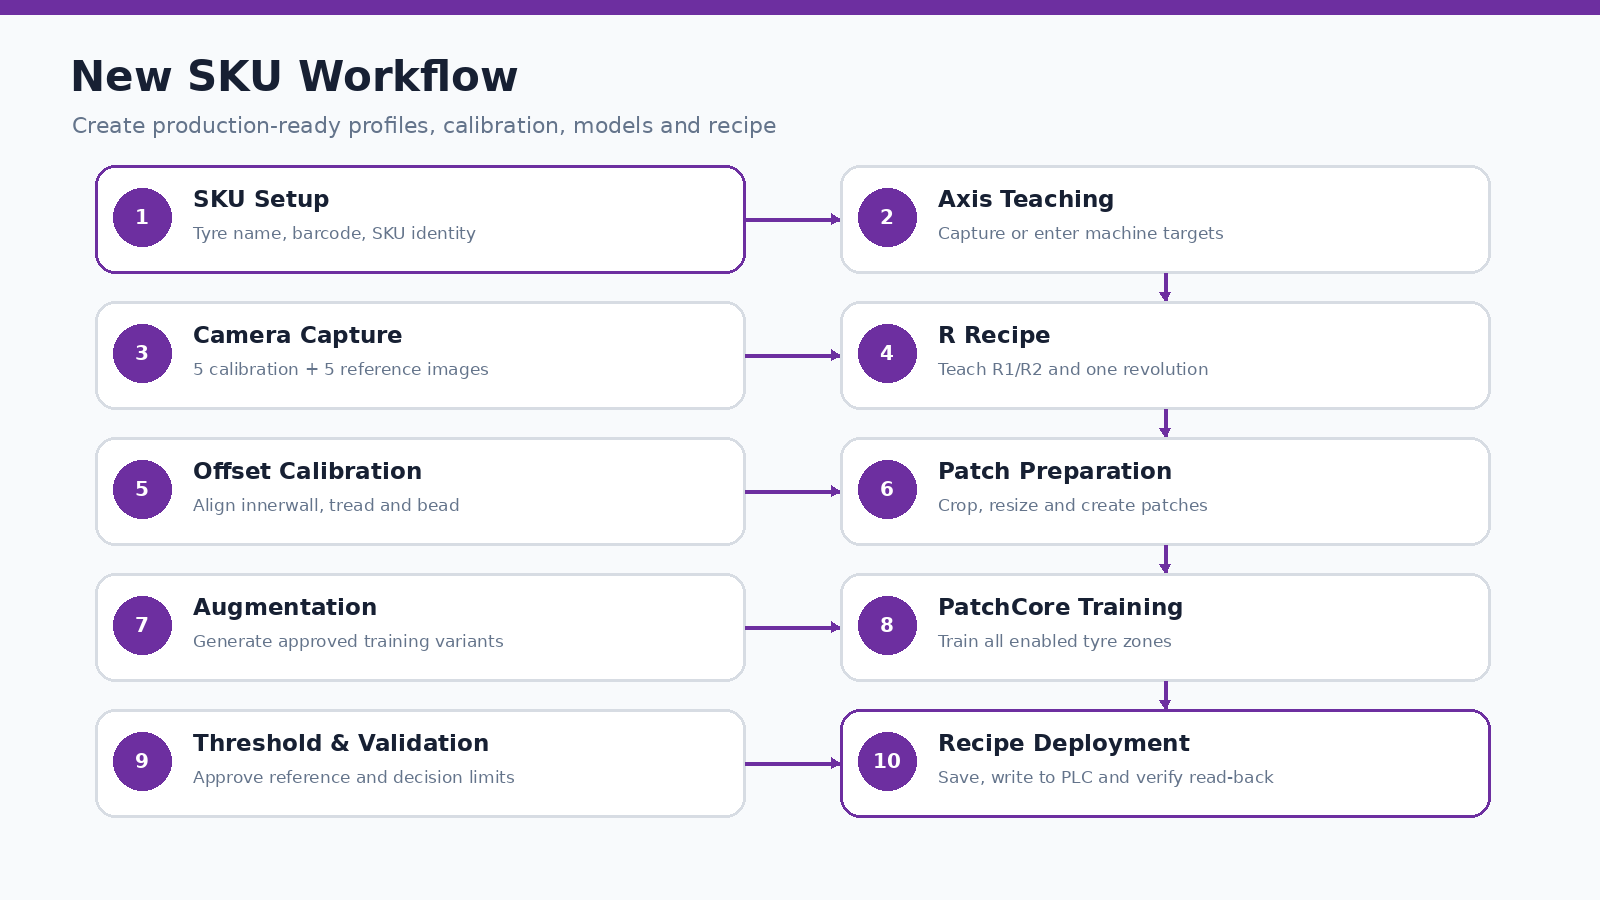 New SKU Workflow
Create production-ready profiles, calibration, models and recipe
1
SKU Setup
Tyre name, barcode, SKU identity
2
Axis Teaching
Capture or enter machine targets
3
Camera Capture
5 calibration + 5 reference images
4
R Recipe
Teach R1/R2 and one revolution
5
Offset Calibration
Align innerwall, tread and bead
6
Patch Preparation
Crop, resize and create patches
7
Augmentation
Generate approved training variants
8
PatchCore Training
Train all enabled tyre zones
9
Threshold & Validation
Approve reference and decision limits
10
Recipe Deployment
Save, write to PLC and verify read-back